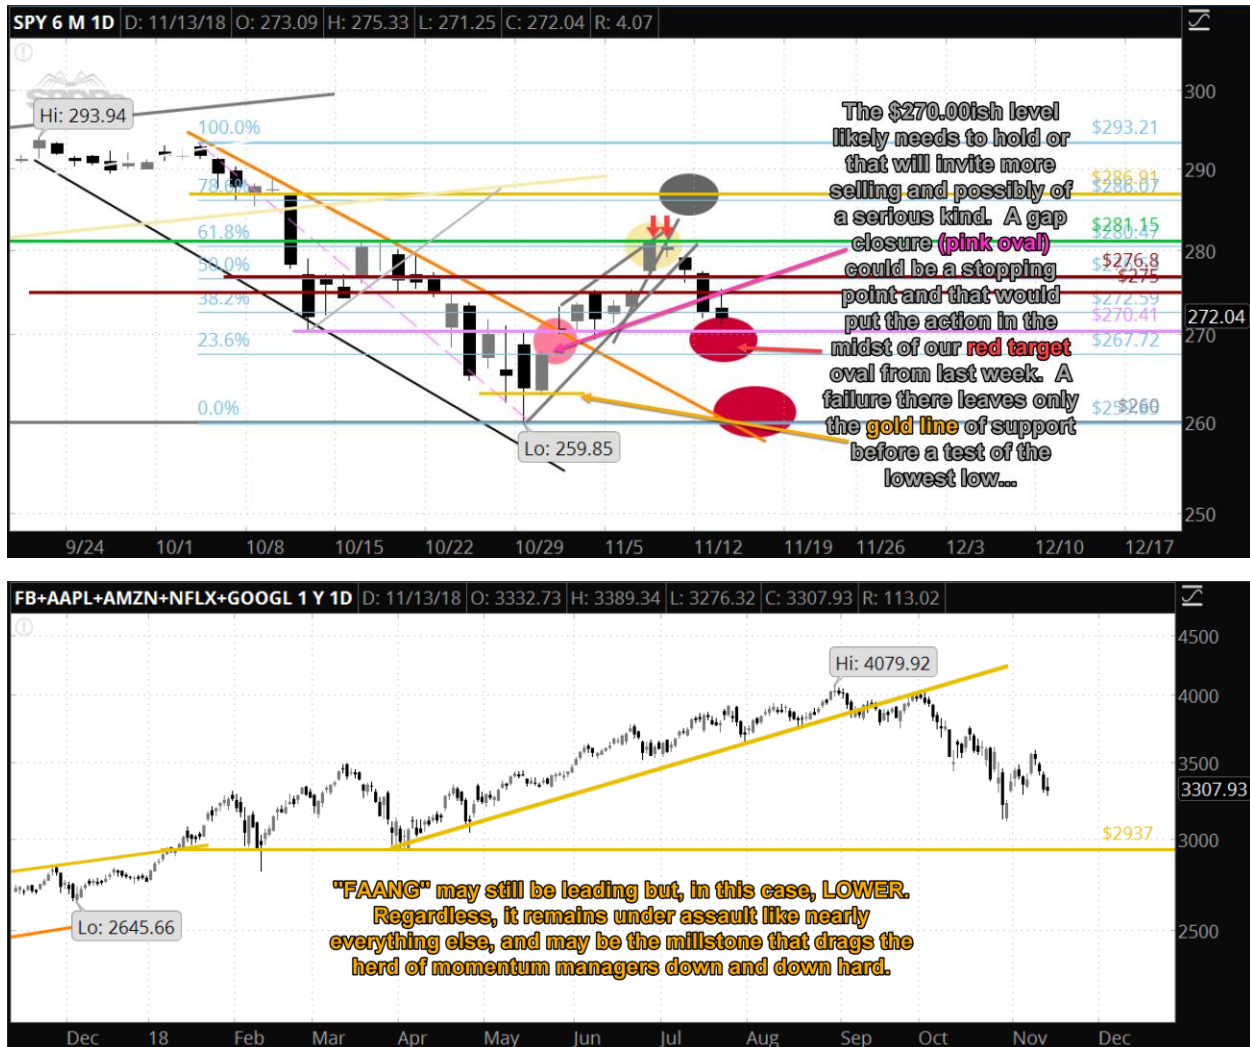 SPY 6 M 1D D: 11/13/18 O: 273.09 H: 275.33 L: 271.25 C: 272.04 R: 4.07
Hi: 293.94
100.0%
78.6%
61.8%
50.0%
38.2%
23.6%
0.0%
Lo: 259.85
The $270.00ish level
likely needs to hold or
that will invite more
selling and possibly of
a serious kind. A gap
closure (pink oval)
could be a stopping
point and that would
put the action in the
midst of our red target
oval from last week. A
failure there leaves only
the gold line of support
before a test of the
lowest low...
$293.21
$286.91
$286.07
$281.15
$280.47
$276.8
$275
$272.59
$270.41
$267.72
$260
300
290
280
272.04
270
260
250
9/24 10/1 10/8 10/15 10/22 10/29 11/5 11/12 11/19 11/26 12/3 12/10 12/17
FB+AAPL+AMZN+NFLX+GOOGL 1 Y 1D D: 11/13/18 O: 3332.73 H: 3389.34 L: 3276.32 C: 3307.93 R: 113.02
Hi: 4079.92
Lo: 2645.66
$2937
"FAANG" may still be leading but, in this case, LOWER.
Regardless, it remains under assault like nearly
everything else, and may be the millstone that drags the
herd of momentum managers down and down hard.
4500
4000
3500
3307.93
3000
2500
Dec 18 Feb Mar Apr May Jun Jul Aug Sep Oct Nov Dec